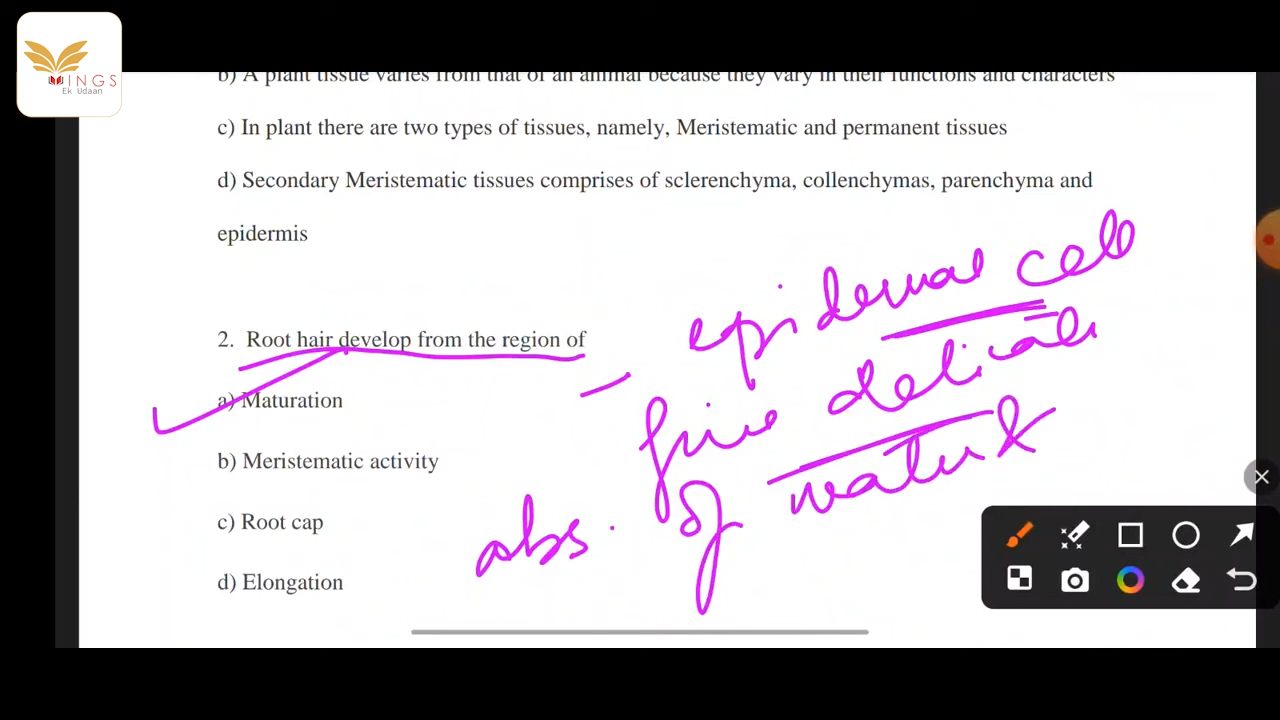 WINGS
Ek Udaan
b) A plant tissue varies from that of an animal because they vary in their functions and characters
c) In plant there are two types of tissues, namely, Meristematic and permanent tissues
d) Secondary Meristematic tissues comprises of sclerenchyma, collenchymas, parenchyma and
epidermis
epidermal cell
2. Root hair develop from the region of
fine delicate
a) Maturation
abs. of water &
b) Meristematic activity
c) Root cap
d) Elongation